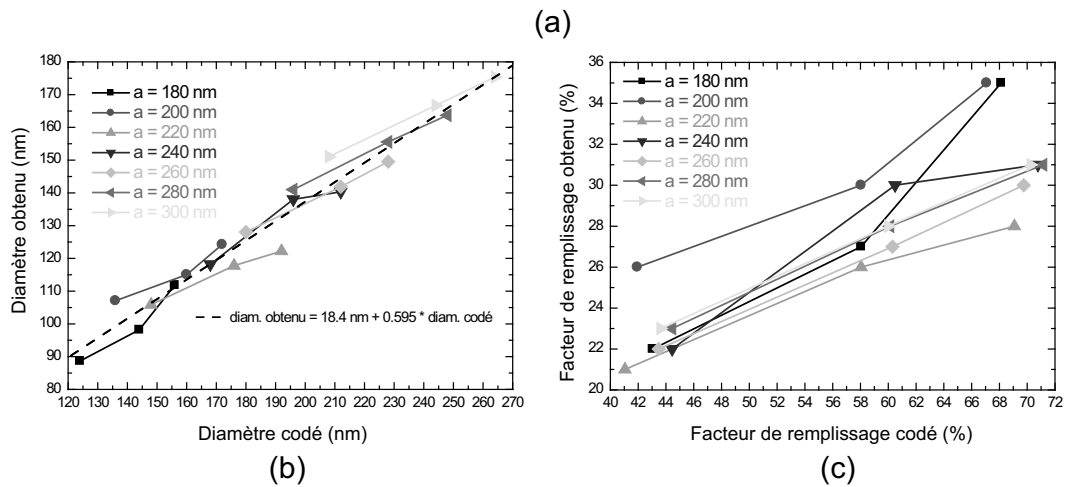 (a)
Diamètre obtenu (nm)
180
170
160
150
140
130
120
110
100
90
80
a = 180 nm
a = 200 nm
a = 220 nm
a = 240 nm
a = 260 nm
a = 280 nm
a = 300 nm
diam. obtenu = 18.4 nm + 0.595 * diam. codé
120 130 140 150 160 170 180 190 200 210 220 230 240 250 260 270
Diamètre codé (nm)
(b)
Facteur de remplissage obtenu (%)
36
34
32
30
28
26
24
22
20
a = 180 nm
a = 200 nm
a = 220 nm
a = 240 nm
a = 260 nm
a = 280 nm
a = 300 nm
40 42 44 46 48 50 52 54 56 58 60 62 64 66 68 70 72
Facteur de remplissage codé (%)
(c)